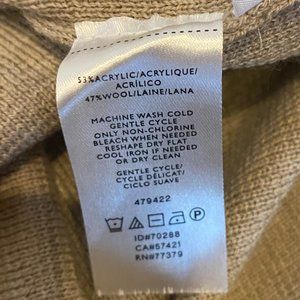 53%ACRYLIC/ACRYLIQUE/
ACRÍLICO
47%WOOL/LAINE/LANA
MACHINE WASH COLD
GENTLE CYCLE
ONLY NON-CHLORINE
BLEACH WHEN NEEDED
RESHAPE DRY FLAT
COOL IRON IF NEEDED
OR DRY CLEAN
GENTLE CYCLE/
CYCLE DÉLICAT/
CICLO SUAVE
479422
P
ID#70288
CA#57421
RN#77379